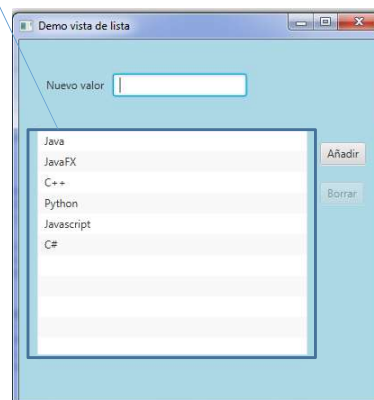 Demo vista de lista
Nuevo valor
Java
JavaFX
C++
Python
Javascript
C#
Añadir
Borrar